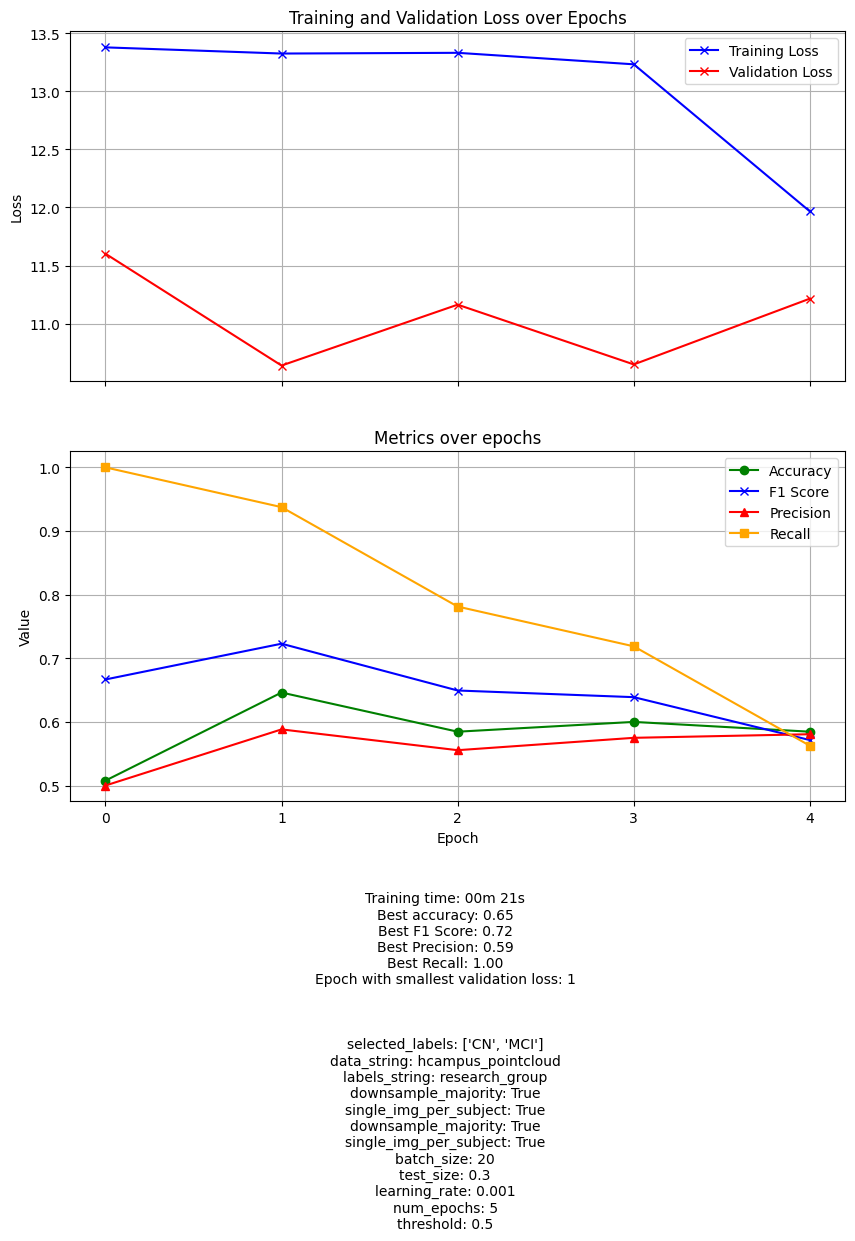 Training and Validation Loss over Epochs
13.5
13.0
12.5
12.0
11.5
11.0
Loss
Training Loss
Validation Loss
Metrics over epochs
1.0
0.9
0.8
0.7
0.6
0.5
Value
Accuracy
F1 Score
Precision
Recall
0 1 2 3 4
Epoch
Training time: 00m 21s
Best accuracy: 0.65
Best F1 Score: 0.72
Best Precision: 0.59
Best Recall: 1.00
Epoch with smallest validation loss: 1
selected_labels: ['CN', 'MCI']
data_string: hcampus_pointcloud
labels_string: research_group
downsample_majority: True
single_img_per_subject: True
downsample_majority: True
single_img_per_subject: True
batch_size: 20
test_size: 0.3
learning_rate: 0.001
num_epochs: 5
threshold: 0.5